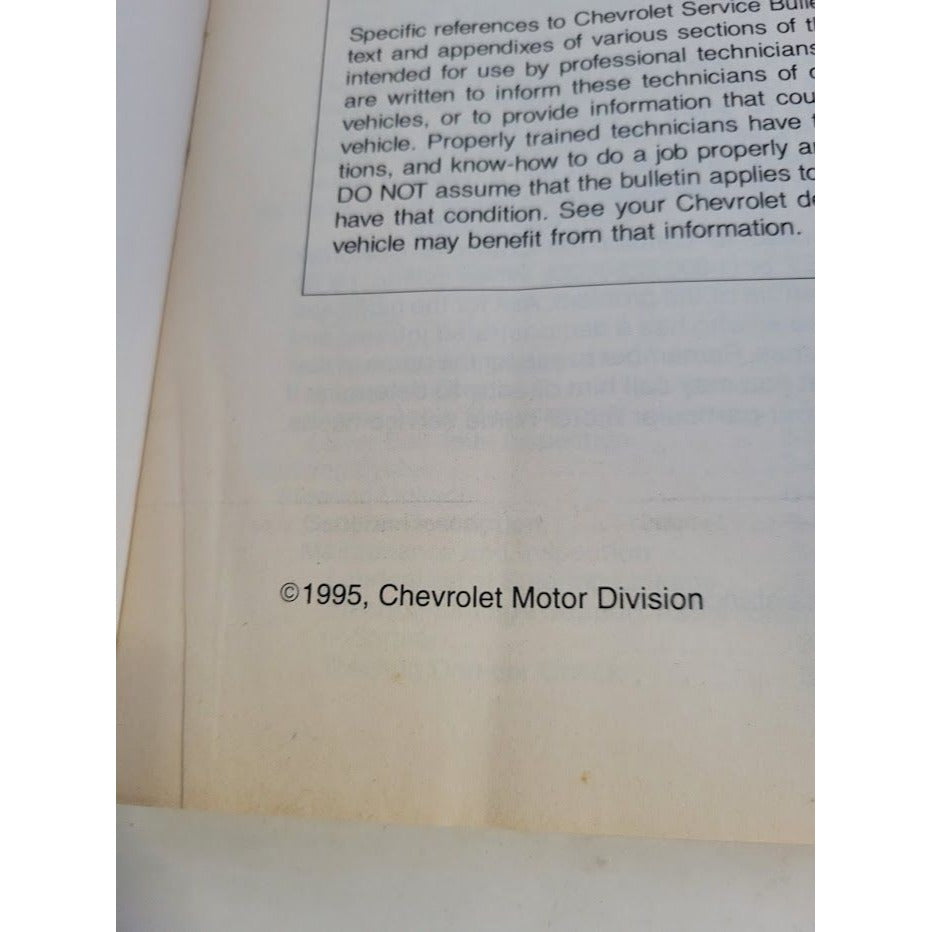 Specific references to Chevrolet Service
text and appendixes of various sections of
intended for use by professional technicians
are written to inform these technicians of
vehicles, or to provide information that
vehicle. Properly trained technicians have
tions, and know-how to do a job properly
DO NOT assume that the bulletin applies to
have that condition. See your Chevrolet
vehicle may benefit from that information.
©1995, Chevrolet Motor Division